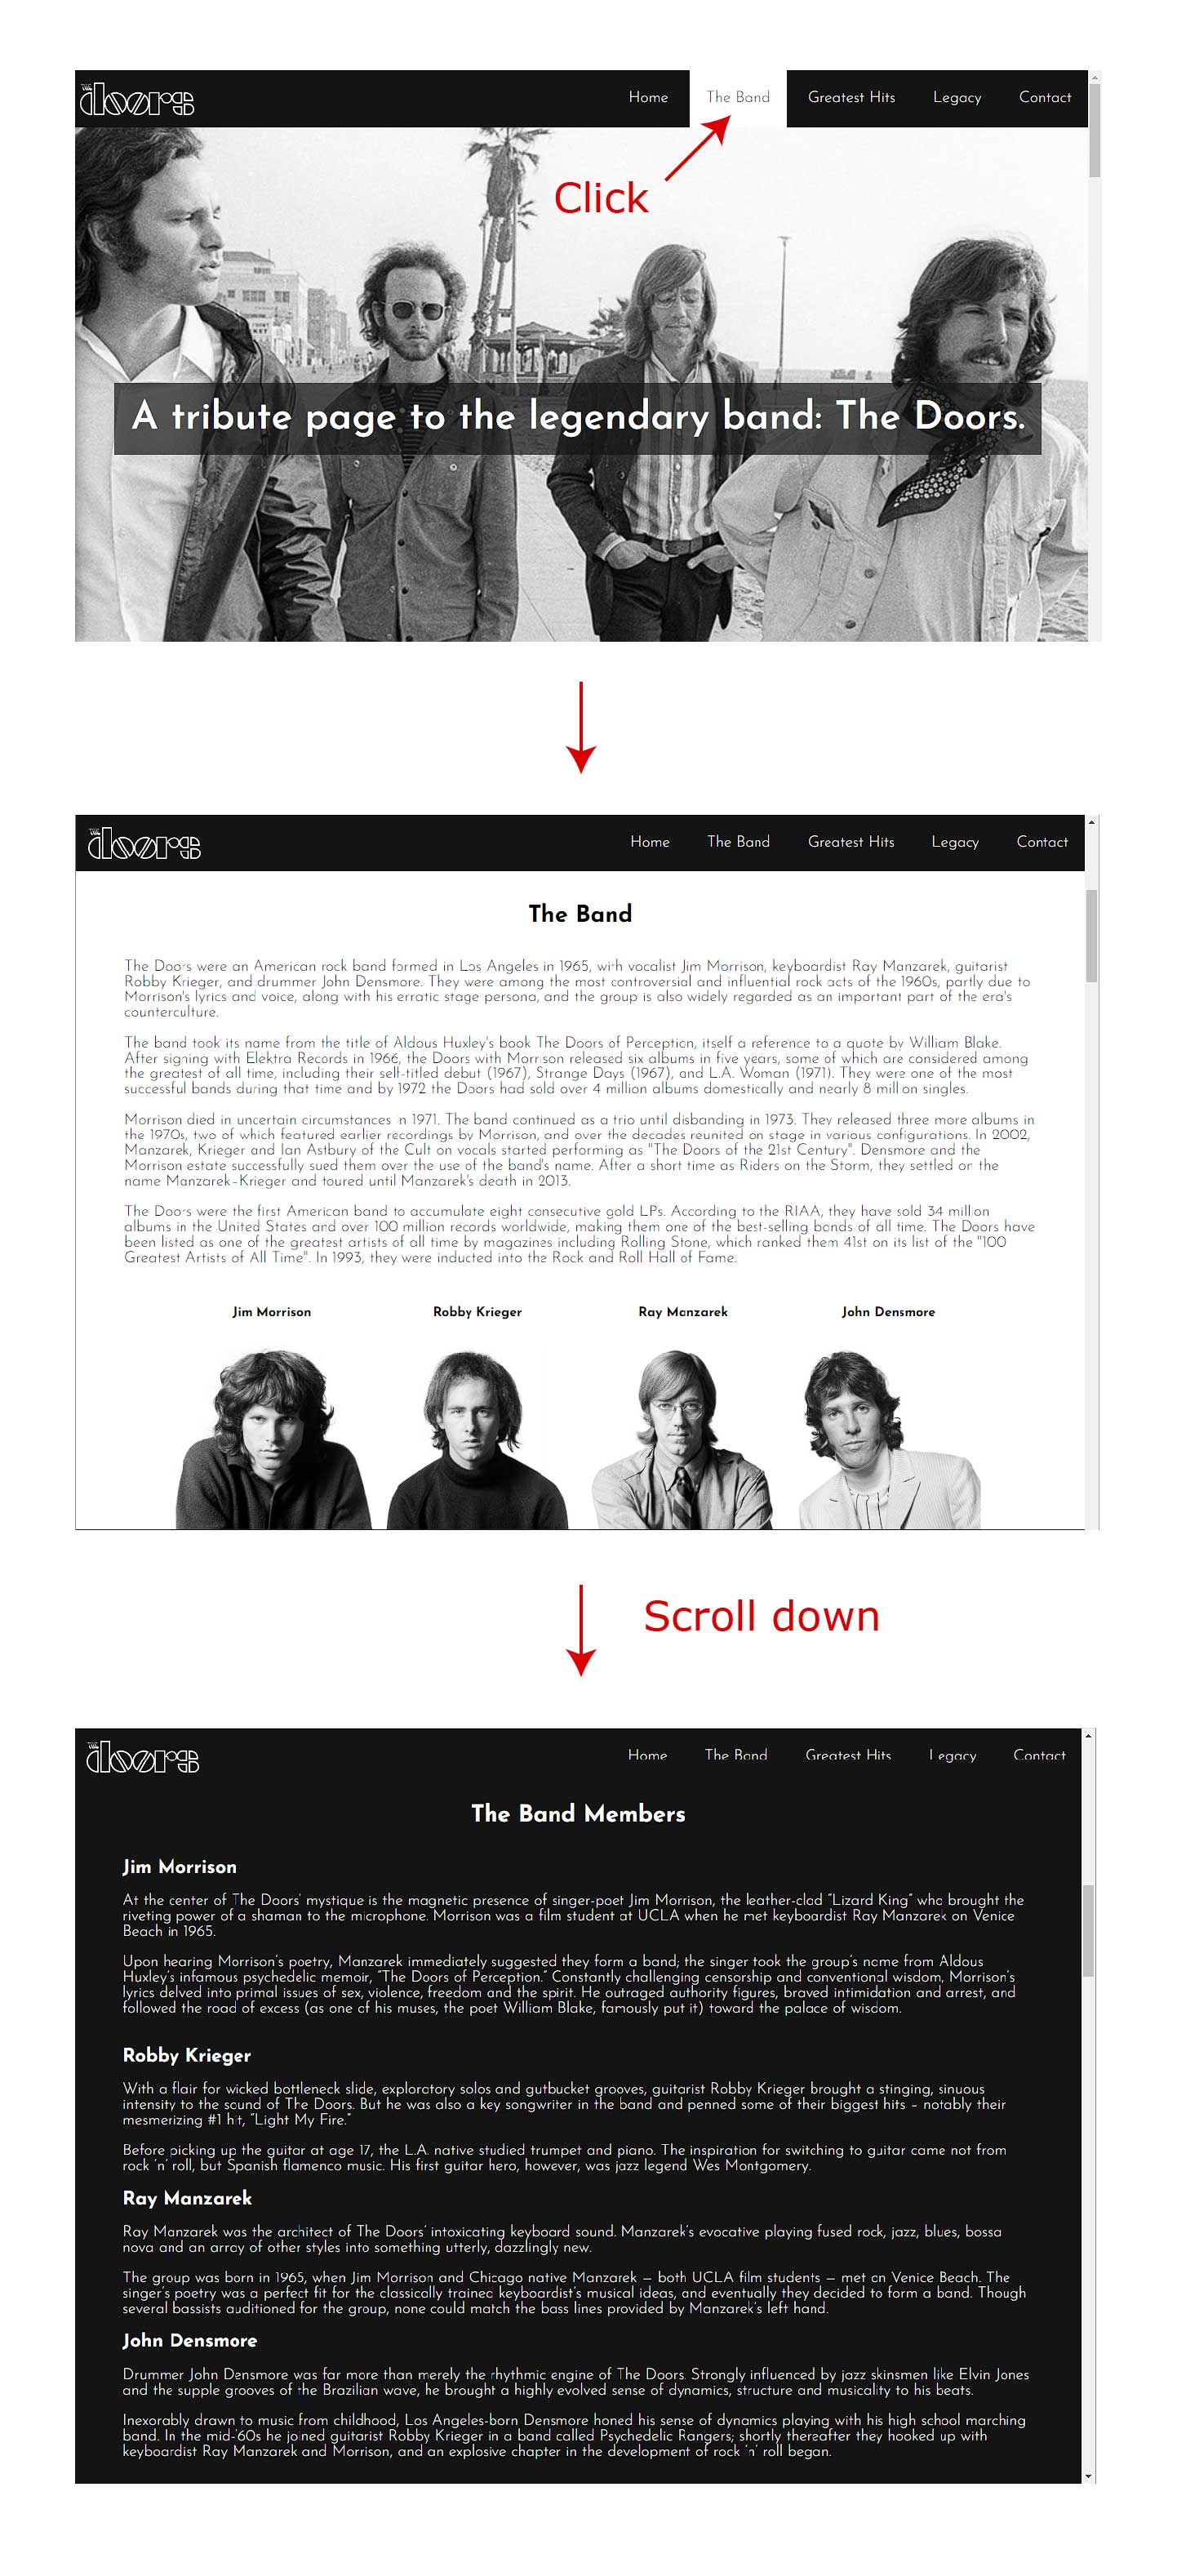 THE
doors
Home The Band Greatest Hits Legacy Contact
Click
A tribute page to the legendary band: The Doors.
THE
doors
Home The Band Greatest Hits Legacy Contact
The Band
The Doors were an American rock band formed in Los Angeles in 1965, with vocalist Jim Morrison, keyboardist Ray Manzarek, guitarist
Robby Krieger, and drummer John Densmore. They were among the most controversial and influential rock acts of the 1960s, partly due to
Morrison's lyrics and voice, along with his erratic stage persona, and the group is also widely regarded as an important part of the era's
counterculture.
The band took its name from the title of Aldous Huxley's book The Doors of Perception, itself a reference to a quote by William Blake.
After signing with Elektra Records in 1966, the Doors with Morrison released six albums in five years, some of which are considered among
the greatest of all time, including their self-titled debut (1967), Strange Days (1967), and L.A. Woman (1971). They were one of the most
successful bands during that time and by 1972 the Doors had sold over 4 million albums domestically and nearly 8 million singles.
Morrison died in uncertain circumstances in 1971. The band continued as a trio until disbanding in 1973. They released three more albums in
the 1970s, two of which featured earlier recordings by Morrison, and over the decades reunited on stage in various configurations. In 2002,
Manzarek, Krieger and Ian Astbury of the Cult on vocals started performing as "The Doors of the 21st Century". Densmore and the
Morrison estate successfully sued them over the use of the band's name. After a short time as Riders on the Storm, they settled on the
name Manzarek–Krieger and toured until Manzarek's death in 2013.
The Doors were the first American band to accumulate eight consecutive gold LPs. According to the RIAA, they have sold 34 million
albums in the United States and over 100 million records worldwide, making them one of the best-selling bands of all time. The Doors have
been listed as one of the greatest artists of all time by magazines including Rolling Stone, which ranked them 41st on its list of the "100
Greatest Artists of All Time". In 1993, they were inducted into the Rock and Roll Hall of Fame.
Jim Morrison Robby Krieger Ray Manzarek John Densmore
Scroll down
THE
doors
Home The Band Greatest Hits Legacy Contact
The Band Members
Jim Morrison
At the center of The Doors’ mystique is the magnetic presence of singer-poet Jim Morrison, the leather-clad “Lizard King” who brought the
riveting power of a shaman to the microphone. Morrison was a film student at UCLA when he met keyboardist Ray Manzarek on Venice
Beach in 1965.
Upon hearing Morrison’s poetry, Manzarek immediately suggested they form a band; the singer took the group’s name from Aldous
Huxley’s infamous psychedelic memoir, “The Doors of Perception.” Constantly challenging censorship and conventional wisdom, Morrison’s
lyrics delved into primal issues of sex, violence, freedom and the spirit. He outraged authority figures, braved intimidation and arrest, and
followed the road of excess (as one of his muses, the poet William Blake, famously put it) toward the palace of wisdom.
Robby Krieger
With a flair for wicked bottleneck slide, exploratory solos and gutbucket grooves, guitarist Robby Krieger brought a stinging, sinuous
intensity to the sound of The Doors. But he was also a key songwriter in the band and penned some of their biggest hits – notably their
mesmerizing #1 hit, “Light My Fire.”
Before picking up the guitar at age 17, the L.A. native studied trumpet and piano. The inspiration for switching to guitar came not from
rock ‘n’ roll, but Spanish flamenco music. His first guitar hero, however, was jazz legend Wes Montgomery.
Ray Manzarek
Ray Manzarek was the architect of The Doors’ intoxicating keyboard sound. Manzarek’s evocative playing fused rock, jazz, blues, bossa
nova and an array of other styles into something utterly, dazzlingly new.
The group was born in 1965, when Jim Morrison and Chicago native Manzarek — both UCLA film students — met on Venice Beach. The
singer’s poetry was a perfect fit for the classically trained keyboardist’s musical ideas, and eventually they decided to form a band. Though
several bassists auditioned for the group, none could match the bass lines provided by Manzarek’s left hand.
John Densmore
Drummer John Densmore was far more than merely the rhythmic engine of The Doors. Strongly influenced by jazz skinsmen like Elvin Jones
and the supple grooves of the Brazilian wave, he brought a highly evolved sense of dynamics, structure and musicality to his beats.
Inexorably drawn to music from childhood, Los Angeles-born Densmore honed his sense of dynamics playing with his high school marching
band. In the mid-‘60s he joined guitarist Robby Krieger in a band called Psychedelic Rangers; shortly thereafter they hooked up with
keyboardist Ray Manzarek and Morrison, and an explosive chapter in the development of rock ‘n’ roll began.